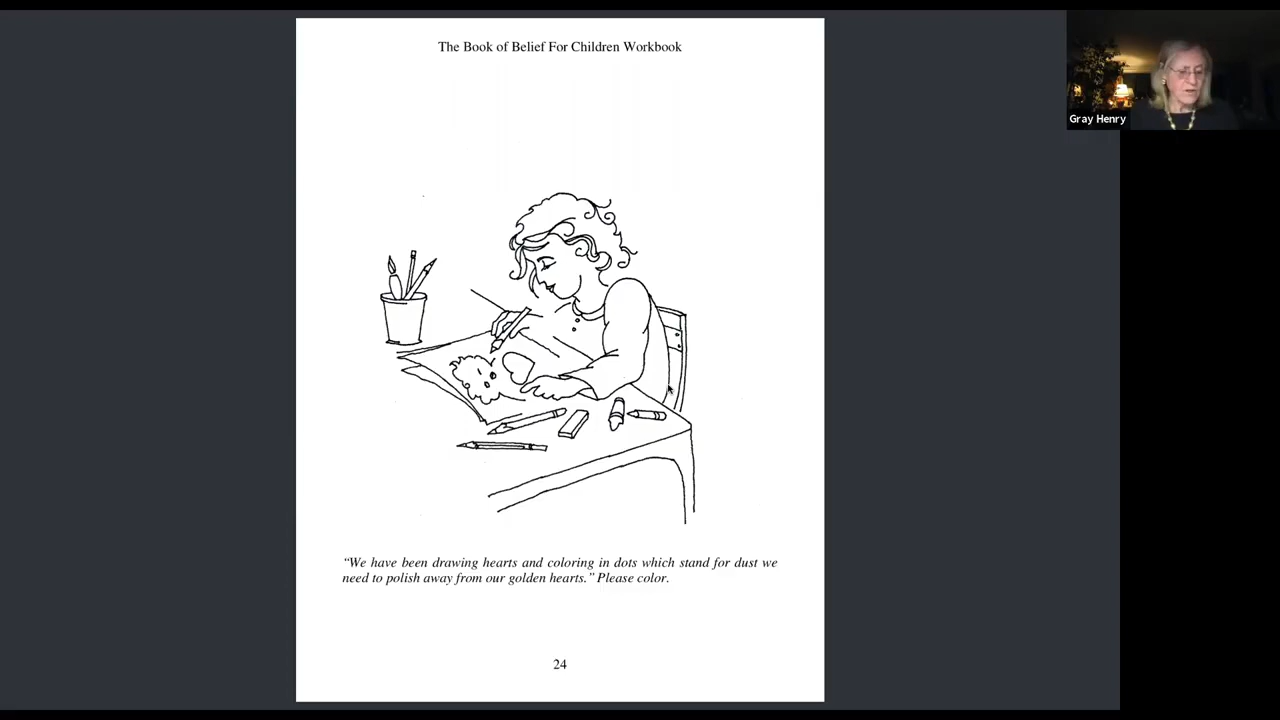 The Book of Belief For Children Workbook
Gray Henry
“We have been drawing hearts and coloring in dots which stand for dust we
need to polish away from our golden hearts.” Please color.
24